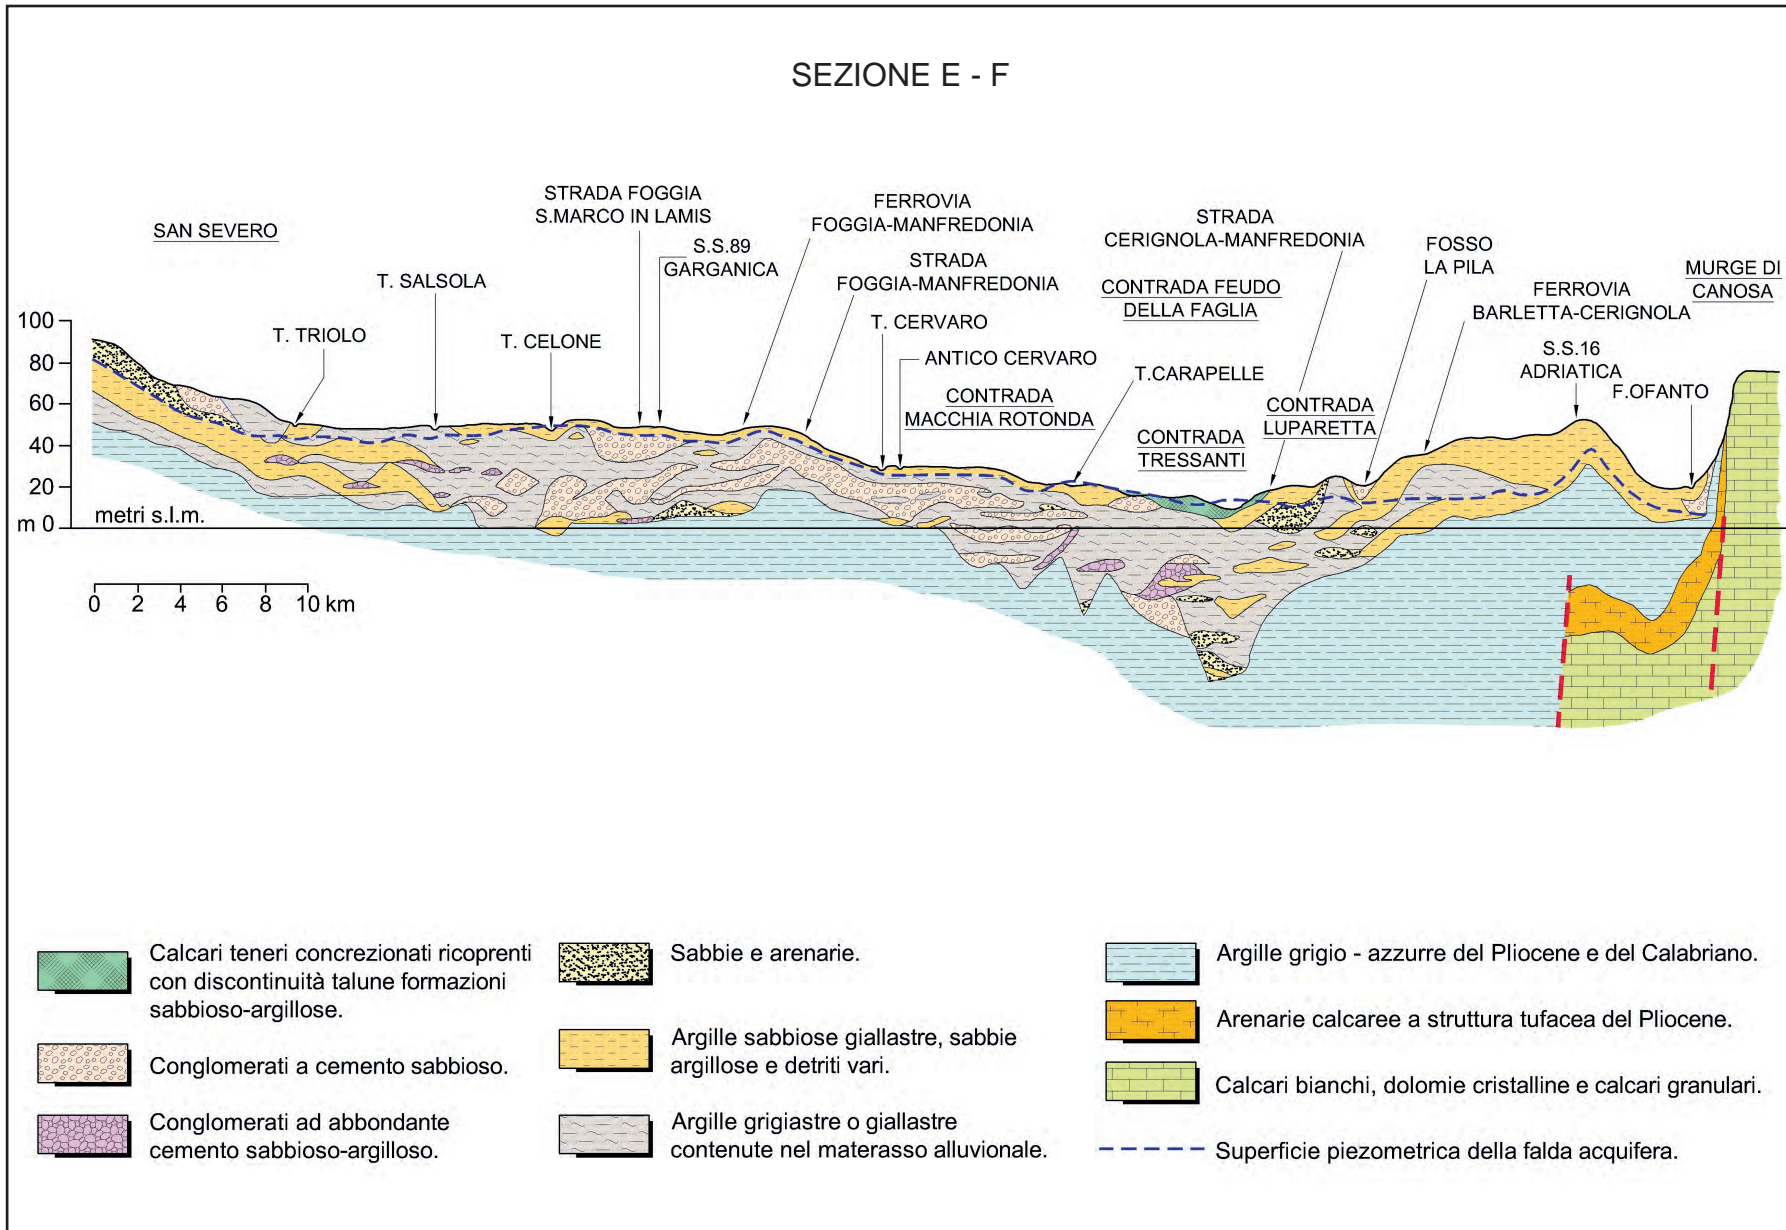 SEZIONE E - F
SAN SEVERO
T. TRIOLO
T. SALSOLA
STRADA FOGGIA
S.MARCO IN LAMIS
T. CELONE
S.S.89
GARGANICA
FERROVIA
FOGGIA-MANFREDONIA
STRADA
FOGGIA-MANFREDONIA
T. CERVARO
ANTICO CERVARO
CONTRADA
MACCHIA ROTONDA
STRADA
CERIGNOLA-MANFREDONIA
CONTRADA FEUDO
DELLA FAGLIA
T.CARAPELLE
CONTRADA
TRESSANTI
CONTRADA
LUPARETTA
FOSSO
LA PILA
FERROVIA
BARLETTA-CERIGNOLA
S.S.16
ADRIATICA
F.OFANTO
MURGE DI
CANOSA
100
80
60
40
20
m 0
metri s.l.m.
0 2 4 6 8 10 km
Calcari teneri concrezionati ricoprenti
con discontinuità talune formazioni
sabbioso-argillose.
Conglomerati a cemento sabbioso.
Conglomerati ad abbondante
cemento sabbioso-argilloso.
Sabbie e arenarie.
Argille sabbiose giallastre, sabbie
argillose e detriti vari.
Argille grigiastre o giallastre
contenute nel materasso alluvionale.
Argille grigio - azzurre del Pliocene e del Calabriano.
Arenarie calcaree a struttura tufacea del Pliocene.
Calcari bianchi, dolomie cristalline e calcari granulari.
Superficie piezometrica della falda acquifera.